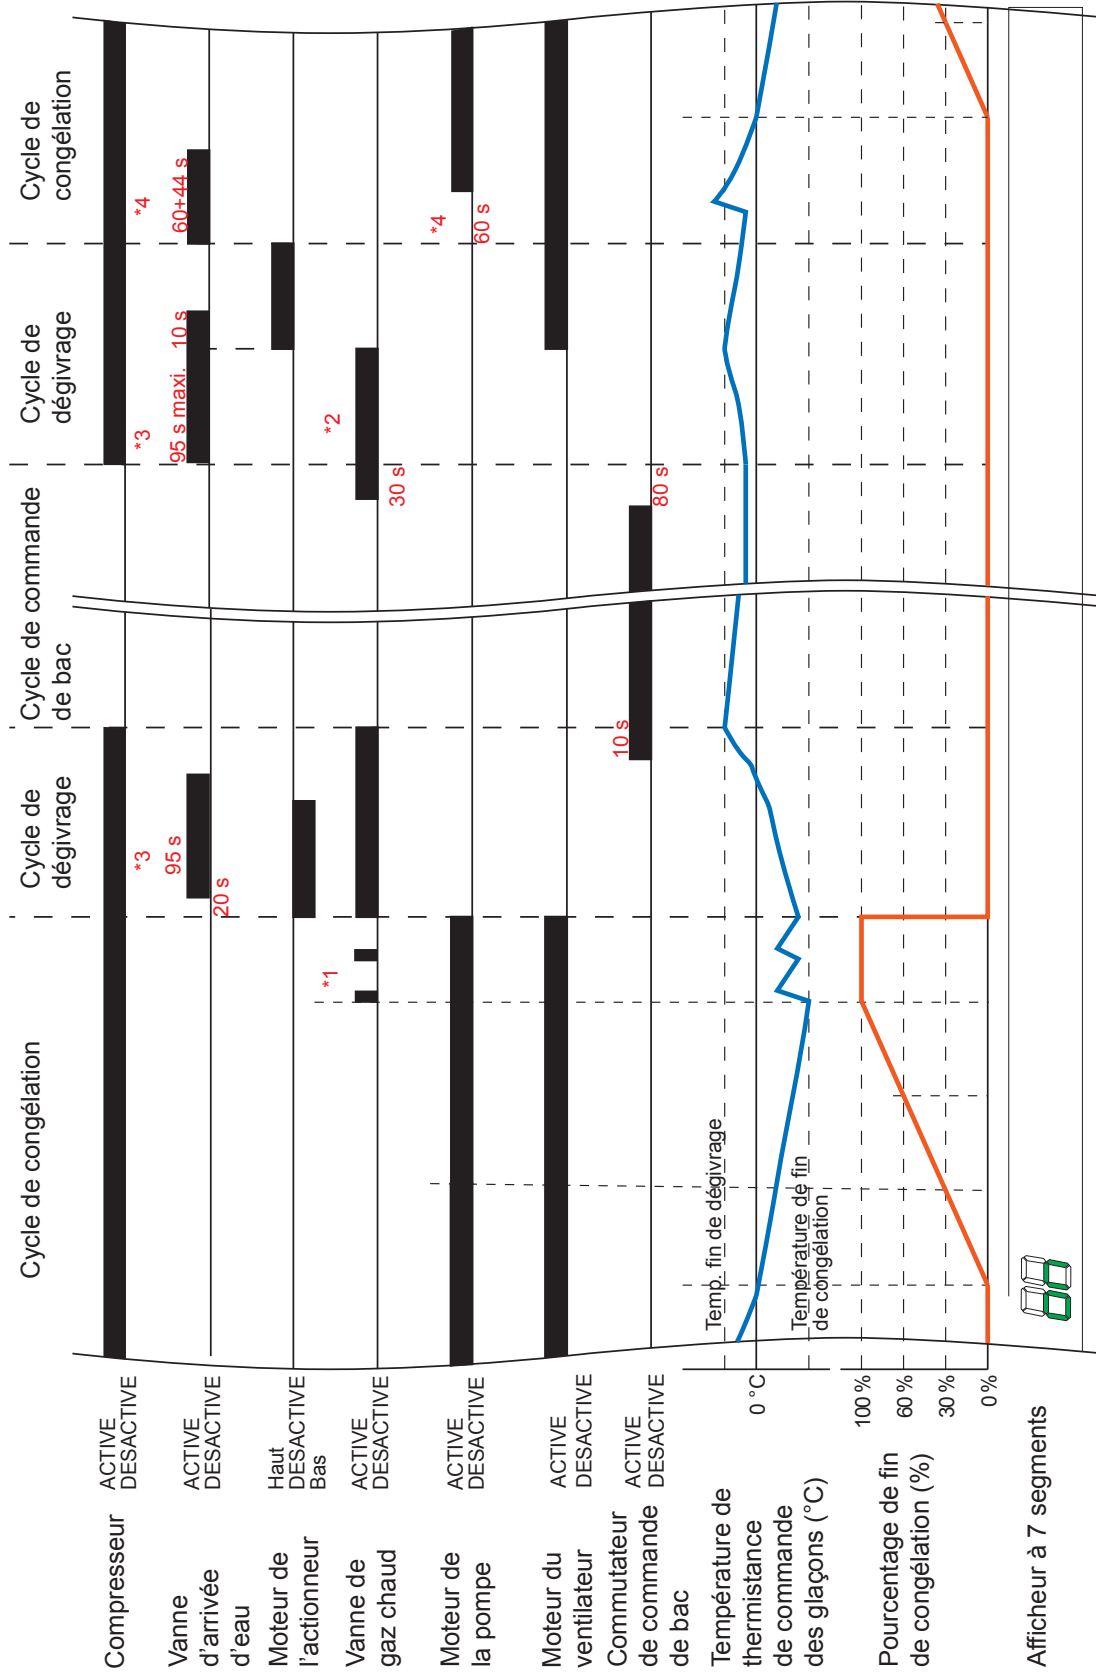 Cycle de congélation
Cycle de
dégivrage
Cycle de commande
de bac
Cycle de
dégivrage
Cycle de
congélation
Compresseur
ACTIVE
DESACTIVE
*3
*3
*4
Vanne
d'arrivée
d'eau
ACTIVE
DESACTIVE
20 s
95 s
95 s maxi.
10 s
60+44 s
Moteur de
l'actionneur
Haut
DESACTIVE
Bas
Vanne de
gaz chaud
ACTIVE
DESACTIVE
*1
30 s
*2
Moteur de
la pompe
ACTIVE
DESACTIVE
*4
60 s
Moteur du
ventilateur
ACTIVE
DESACTIVE
Commutateur
de commande
de bac
ACTIVE
DESACTIVE
10 s
80 s
Température de
thermistance
de commande
des glaçons (°C)
0 °C
Temp. fin de dégivrage
Température de fin
de congélation
Pourcentage de fin
de congélation (%)
100 %
60 %
30 %
0 %
Afficheur à 7 segments